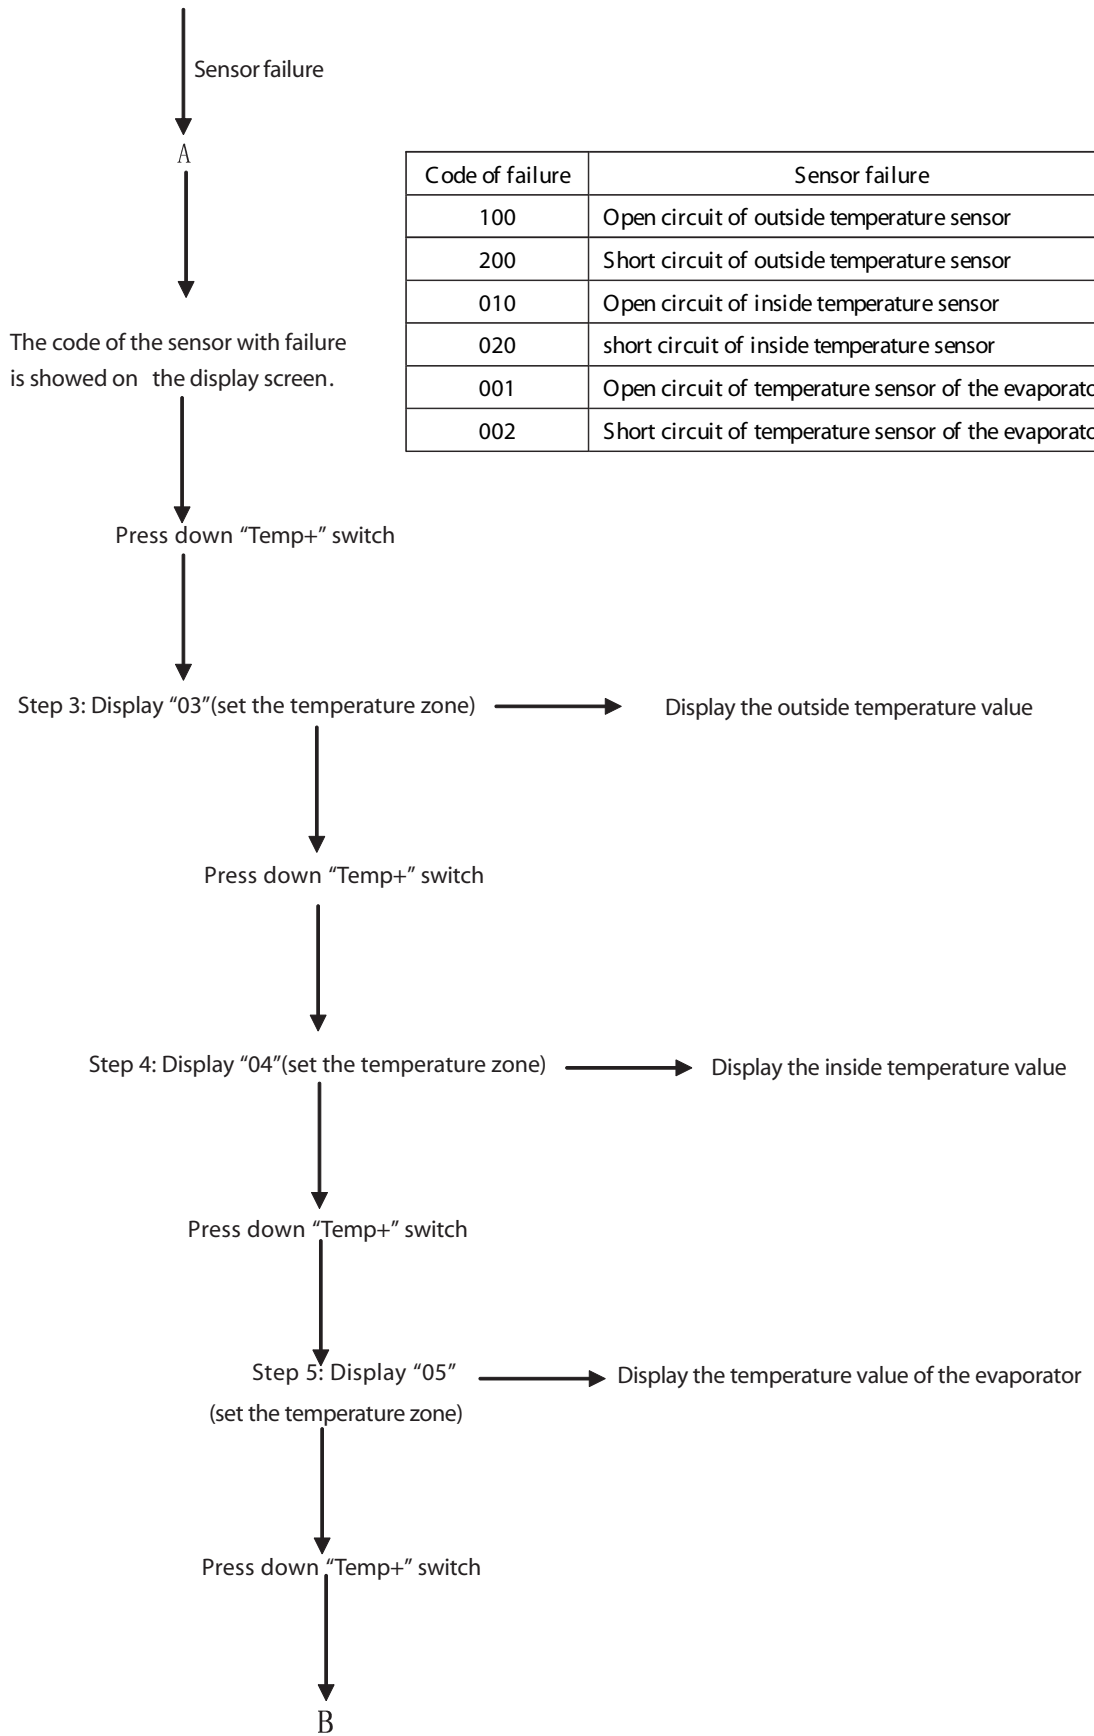 Sensor failure
A
Code of failure Sensor failure
100 Open circuit of outside temperature sensor
200 Short circuit of outside temperature sensor
010 Open circuit of inside temperature sensor
020 short circuit of inside temperature sensor
001 Open circuit of temperature sensor of the evaporato
002 Short circuit of temperature sensor of the evaporato
The code of the sensor with failure
is showed on the display screen.
Press down “Temp+” switch
Step 3: Display “03”(set the temperature zone) Display the outside temperature value
Press down “Temp+” switch
Step 4: Display “04”(set the temperature zone) Display the inside temperature value
Press down “Temp+” switch
Step 5: Display “05” Display the temperature value of the evaporator
(set the temperature zone)
Press down “Temp+” switch
B